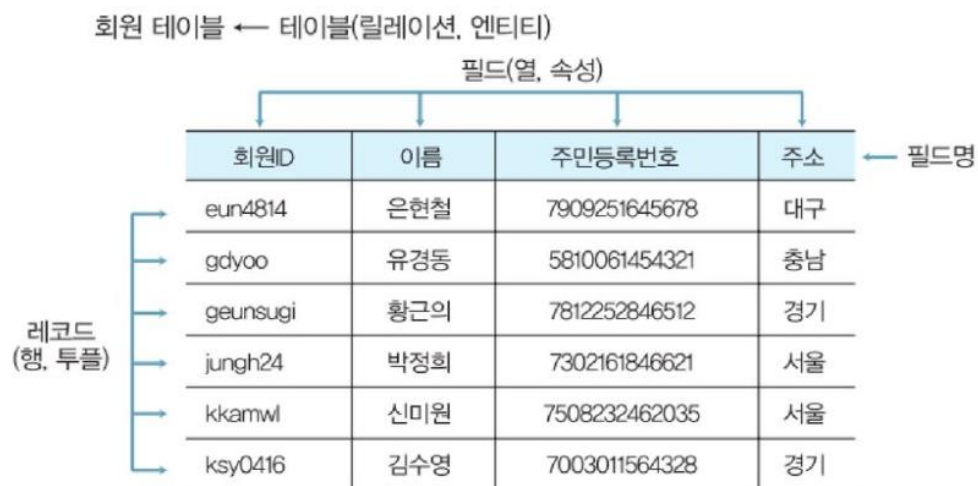 회원 테이블 ← 테이블(릴레이션, 엔티티)
필드(열, 속성)
회원ID 이름 주민등록번호 주소 ← 필드명
eun4814 은현철 7909251645678 대구
gdyoo 유경동 5810061454321 충남
geunsugi 황근의 7812252846512 경기
레코드
(행, 투플)
jungh24 박정희 7302161846621 서울
kkamwl 신미원 7508232462035 서울
ksy0416 김수영 7003011564328 경기